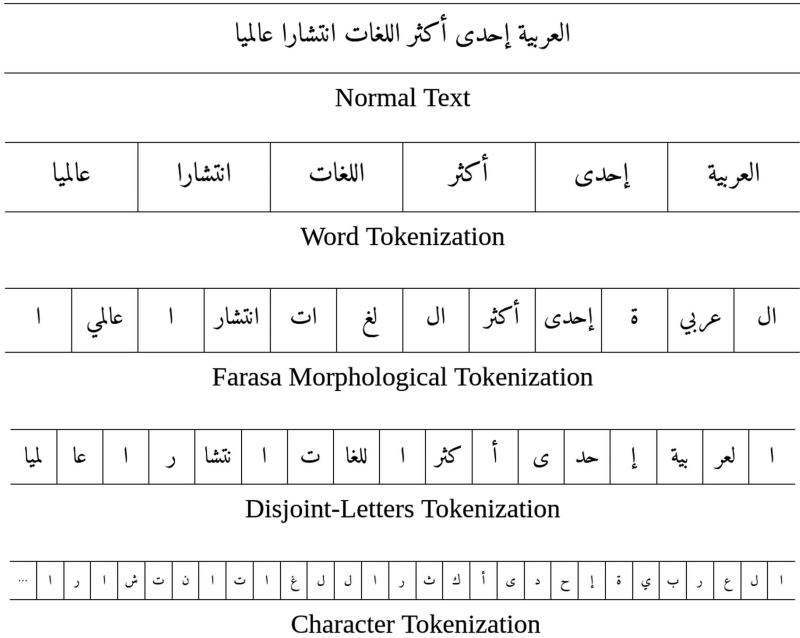 العربية إحدى أكثر اللغات انتشارا عالميا
Normal Text
العربية إحدى أكثر اللغات انتشارا عالميا
Word Tokenization
ال عربي ة إحدى أكثر ال لغ ات انتشار ا عالمي ا
Farasa Morphological Tokenization
ا لعر بية إ حد ى أ كثر ا للغا ت ا نتشا ر ا عا لميا
Disjoint-Letters Tokenization
ا ل ع ر ب ي ة إ ح د ى أ ك ث ر ا ل ل غ ا ت ا ن ت ش ا ر ا ...
Character Tokenization